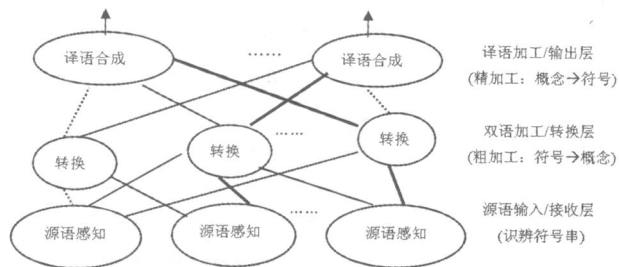 译语合成
……
译语合成
译语加工/输出层
(精加工：概念→符号)
转换
转换
……
转换
双语加工/转换层
(粗加工：符号→概念)
源语感知
源语感知
……
源语感知
源语输入/接收层
(识辨符号串)